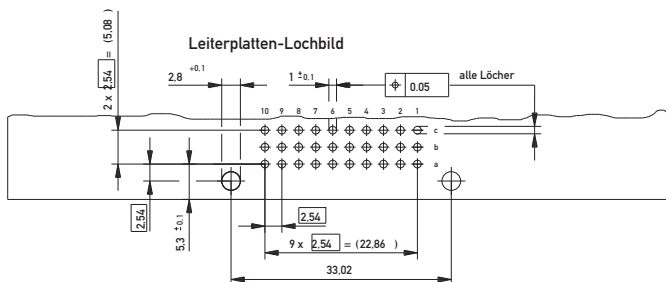 Leiterplatten-Lochbild
2 x 2,54 = (5,08)
2,8 +0,1
1 ±0,1
0.05
alle Löcher
10 9 8 7 6 5 4 3 2 1
c
b
a
2,54
5,3 ±0,1
2,54
9 x 2,54 = (22,86)
33,02